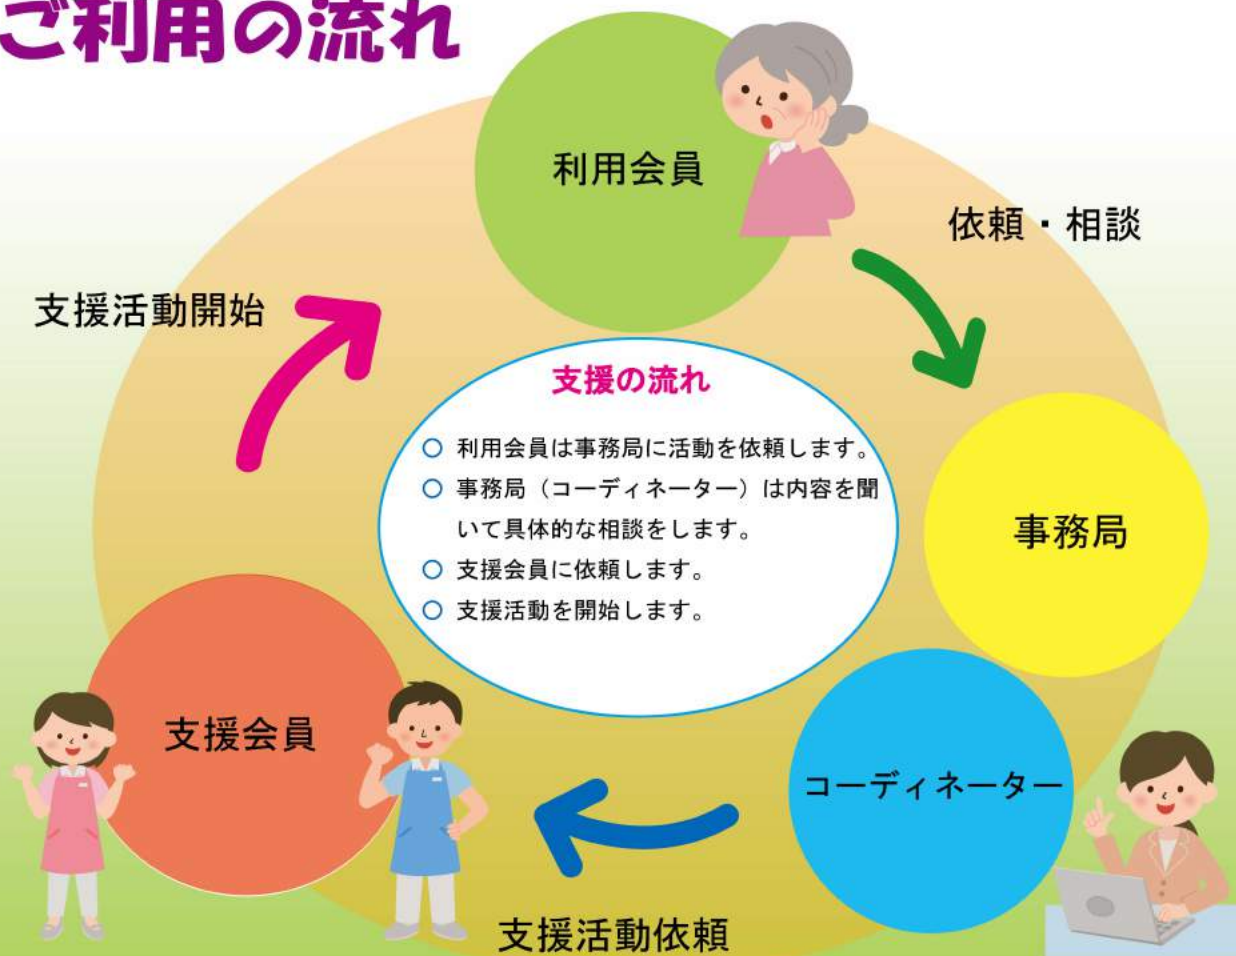 ご利用の流れ
利用会員
依頼・相談
支援活動開始
支援の流れ
○ 利用会員は事務局に活動を依頼します。
○ 事務局（コーディネーター）は内容を聞
いて具体的な相談をします。
○ 支援会員に依頼します。
○ 支援活動を開始します。
事務局
支援会員
コーディネーター
支援活動依頼